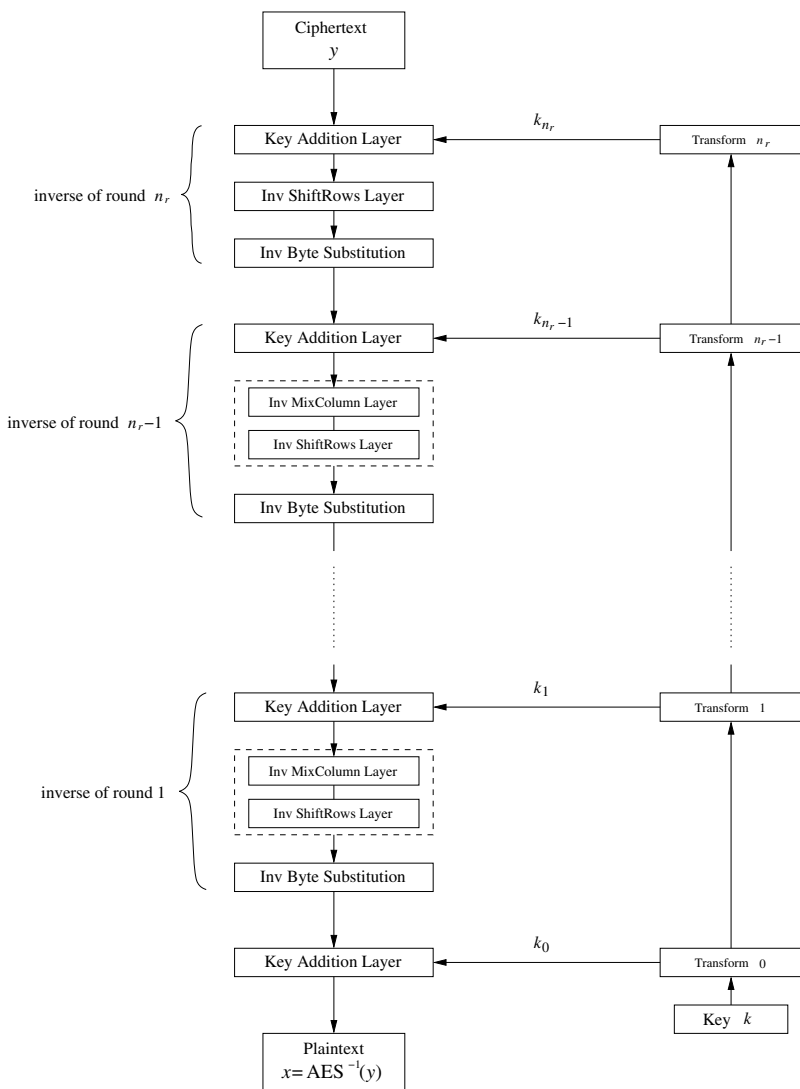 Ciphertext
y
Key Addition Layer
k_{n_r}
Transform n_r
inverse of round n_r
Inv ShiftRows Layer
Inv Byte Substitution
Key Addition Layer
k_{n_r−1}
Transform n_r−1
Inv MixColumn Layer
inverse of round n_r−1
Inv ShiftRows Layer
Inv Byte Substitution
Key Addition Layer
k_1
Transform 1
Inv MixColumn Layer
inverse of round 1
Inv ShiftRows Layer
Inv Byte Substitution
Key Addition Layer
k_0
Transform 0
Key k
Plaintext
x = AES^{−1}(y)